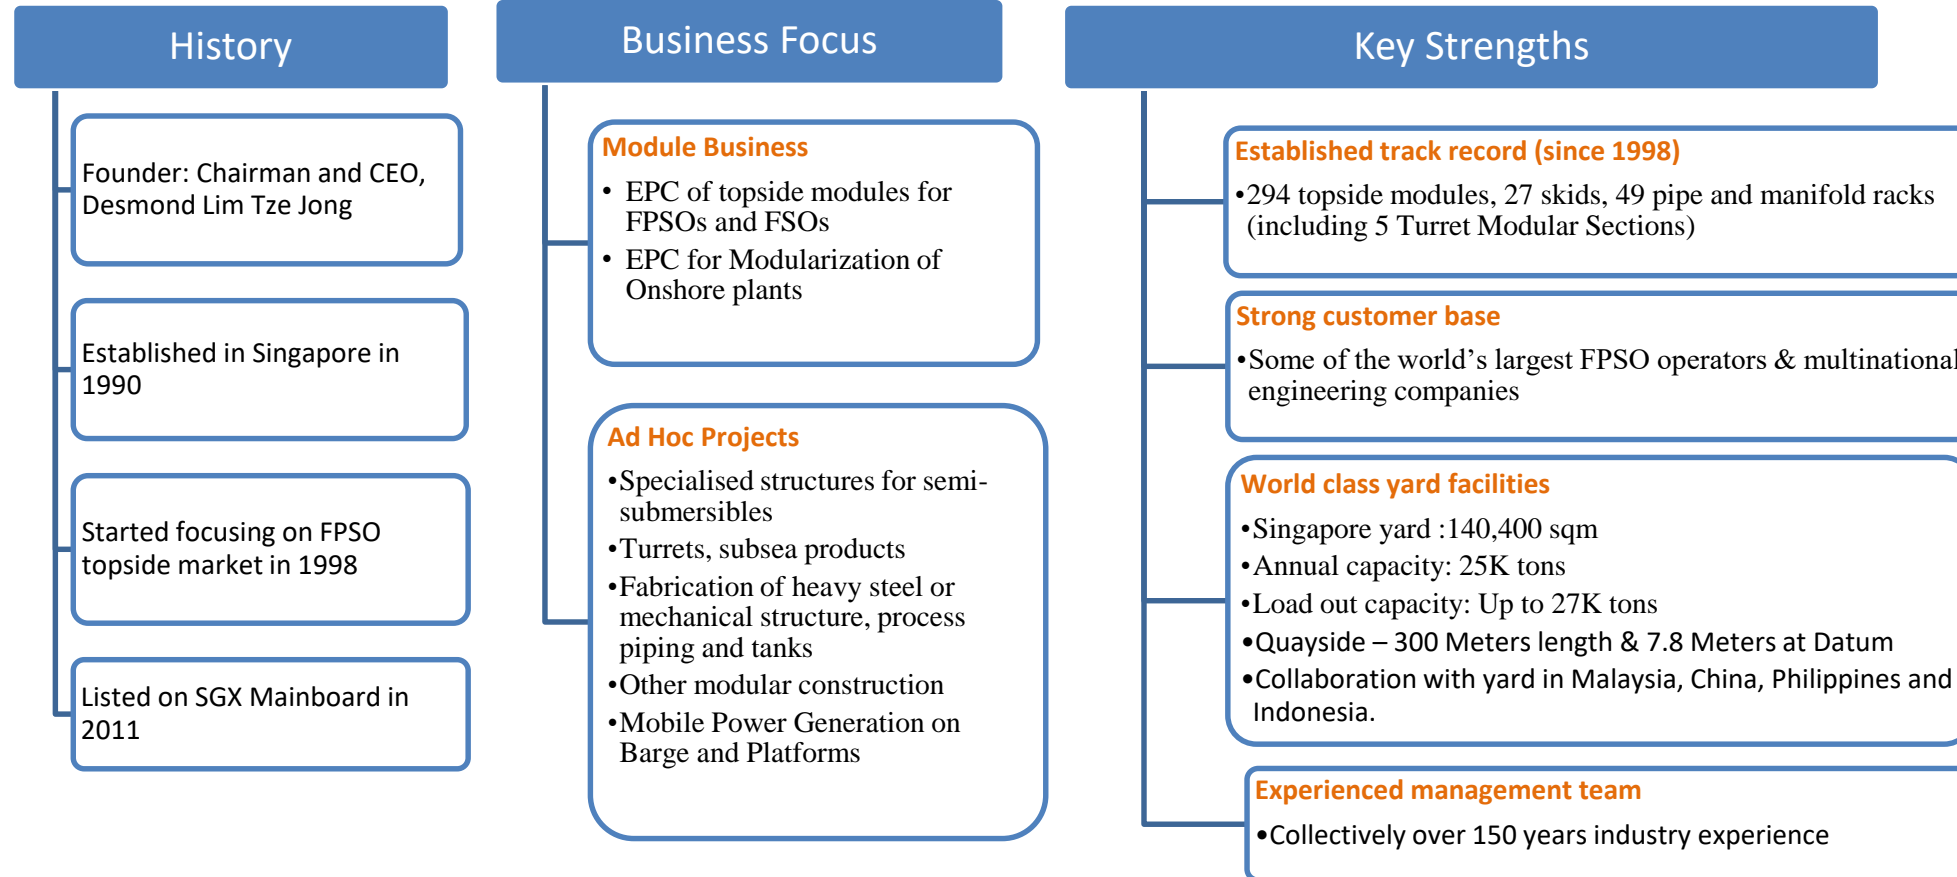 History
Founder: Chairman and CEO,
Desmond Lim Tze Jong
Established in Singapore in
1990
Started focusing on FPSO
topside market in 1998
Listed on SGX Mainboard in
2011
Business Focus
Module Business
• EPC of topside modules for
FPSOs and FSOs
• EPC for Modularization of
Onshore plants
Ad Hoc Projects
•Specialised structures for semi-
submersibles
•Turrets, subsea products
•Fabrication of heavy steel or
mechanical structure, process
piping and tanks
•Other modular construction
•Mobile Power Generation on
Barge and Platforms
Key Strengths
Established track record (since 1998)
•294 topside modules, 27 skids, 49 pipe and manifold racks
(including 5 Turret Modular Sections)
Strong customer base
•Some of the world’s largest FPSO operators & multinational
engineering companies
World class yard facilities
•Singapore yard :140,400 sqm
•Annual capacity: 25K tons
•Load out capacity: Up to 27K tons
•Quayside – 300 Meters length & 7.8 Meters at Datum
•Collaboration with yard in Malaysia, China, Philippines and
Indonesia.
Experienced management team
•Collectively over 150 years industry experience